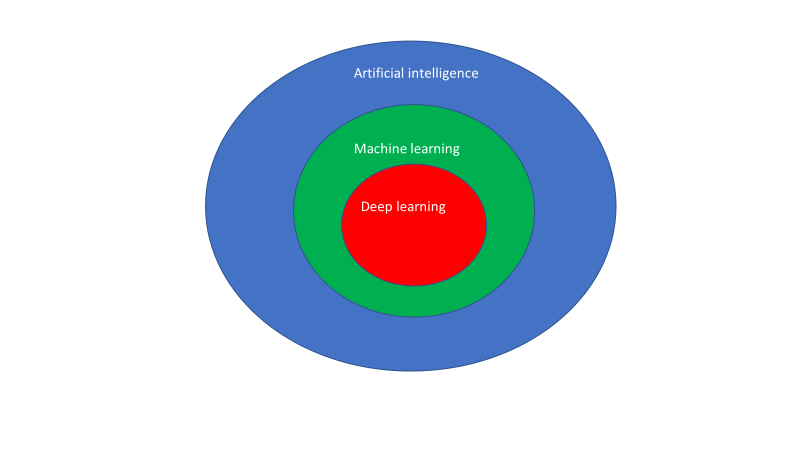 Artificial intelligence
Machine learning
Deep learning